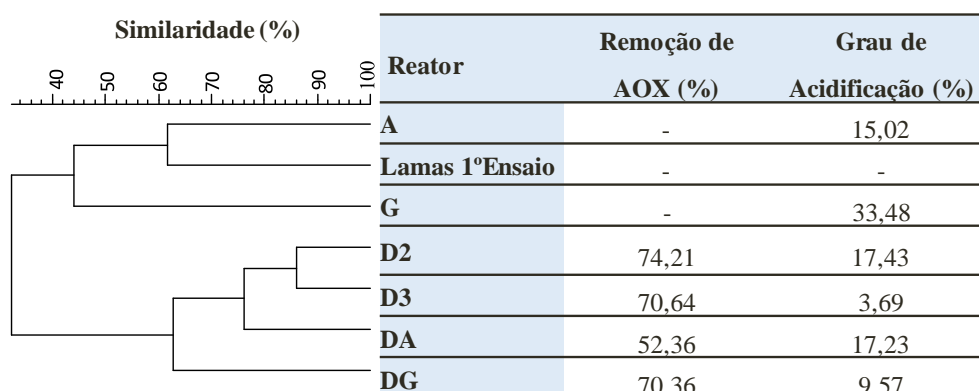 Similaridade (%)
40 50 60 70 80 90 100
Reator
Remoção de
AOX (%)
Grau de
Acidificação (%)
A - 15,02
Lamas 1ºEnsaio - -
G - 33,48
D2 74,21 17,43
D3 70,64 3,69
DA 52,36 17,23
DG 70,36 9,57